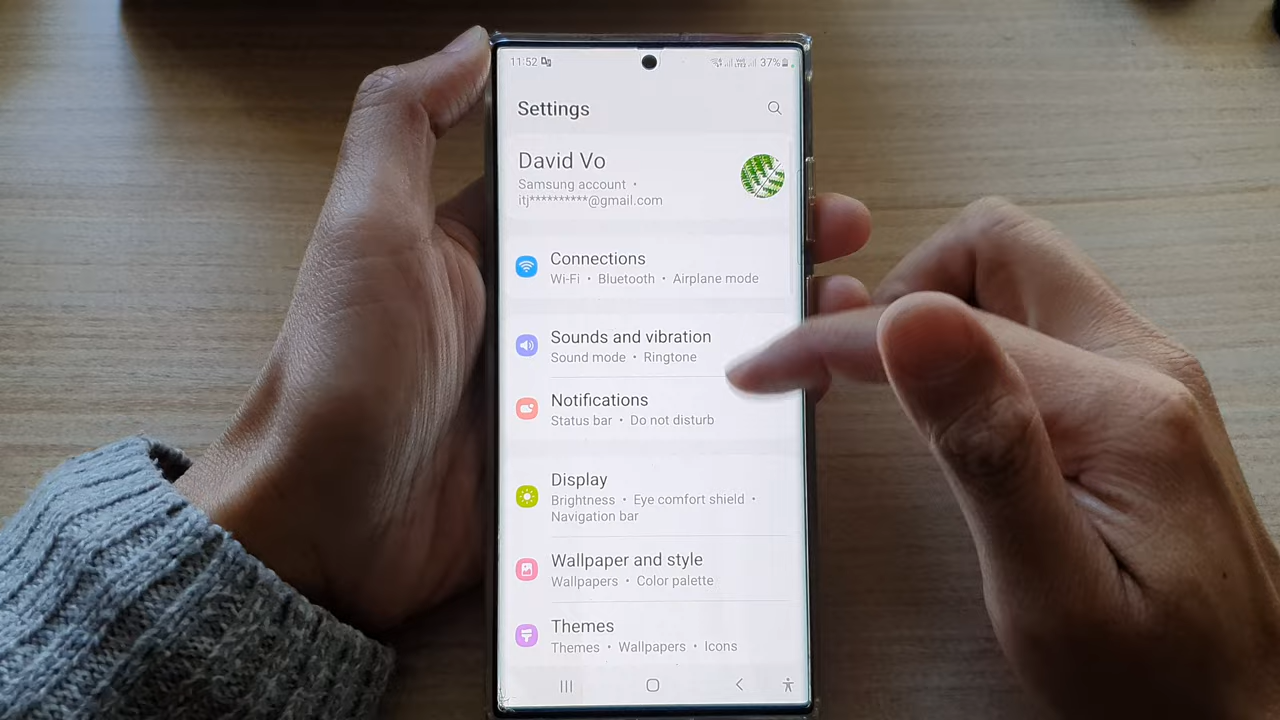 11:52
37%
Settings
David Vo
Samsung account •
itj**********@gmail.com
Connections
Wi-Fi • Bluetooth • Airplane mode
Sounds and vibration
Sound mode • Ringtone
Notifications
Status bar • Do not disturb
Display
Brightness • Eye comfort shield •
Navigation bar
Wallpaper and style
Wallpapers • Color palette
Themes
Themes • Wallpapers • Icons